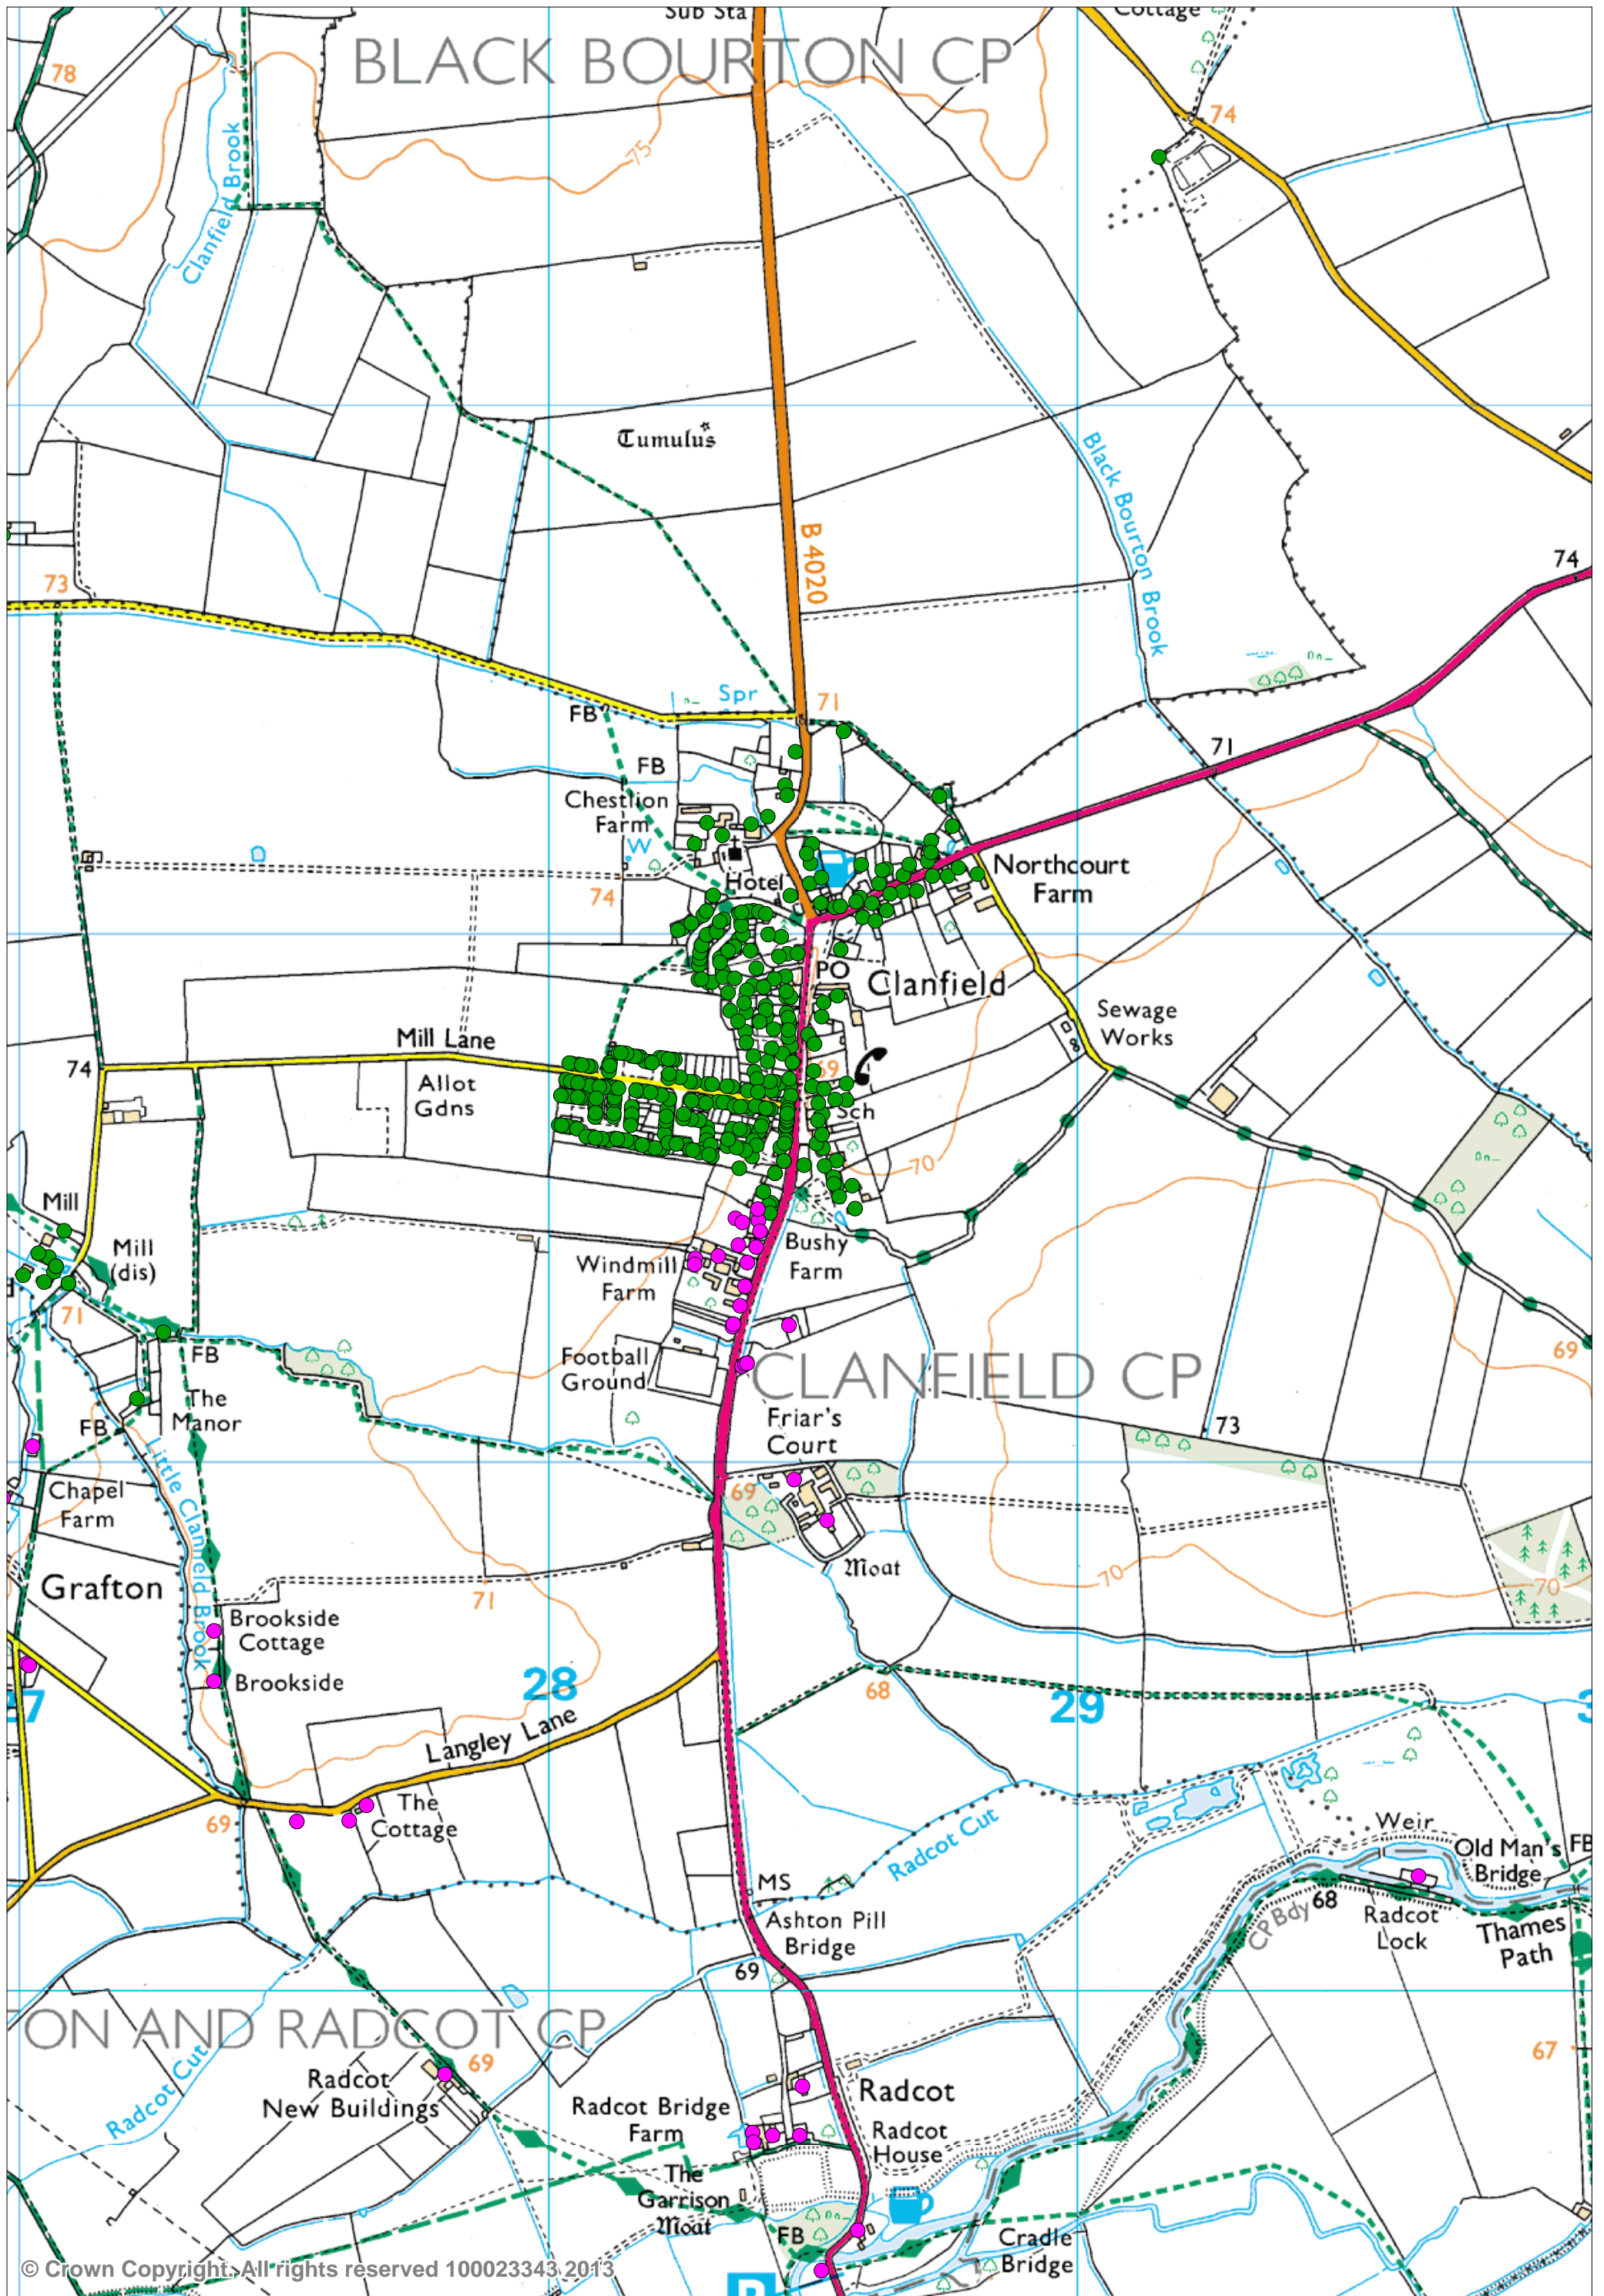 Sub Sta
Cottage
BLACK BOURTON CP
78
74
75
Clanfield Brook
Tumulus
B 4020
Black Bourton Brook
74
73
Spr
71
FB
71
FB
Chestlion
Farm
W
Hotel
Northcourt
Farm
74
PO
Clanfield
Sewage
Works
Mill Lane
74
69
Allot
Gdns
Sch
70
Mill
Mill
(dis)
Windmill
Farm
Bushy
Farm
71
FB
Football
Ground
CLANFIELD CP
69
The
Manor
FB
Friar's
Court
73
Little Clanfield Brook
Chapel
Farm
69
Moat
70
70
Grafton
71
Brookside
Cottage
Brookside
28
68
29
27
3
Langley Lane
The
Cottage
69
Radcot Cut
Weir
Old Man's
Bridge
FB
MS
68
CP Bdy
Radcot
Lock
Thames
Path
Ashton Pill
Bridge
69
ON AND RADCOT CP
Radcot Cut
69
67
Radcot
New Buildings
Radcot
Radcot Bridge
Farm
Radcot
House
The
Garrison
Moat
FB
Cradle
Bridge
P
© Crown Copyright. All rights reserved 100023343 2013